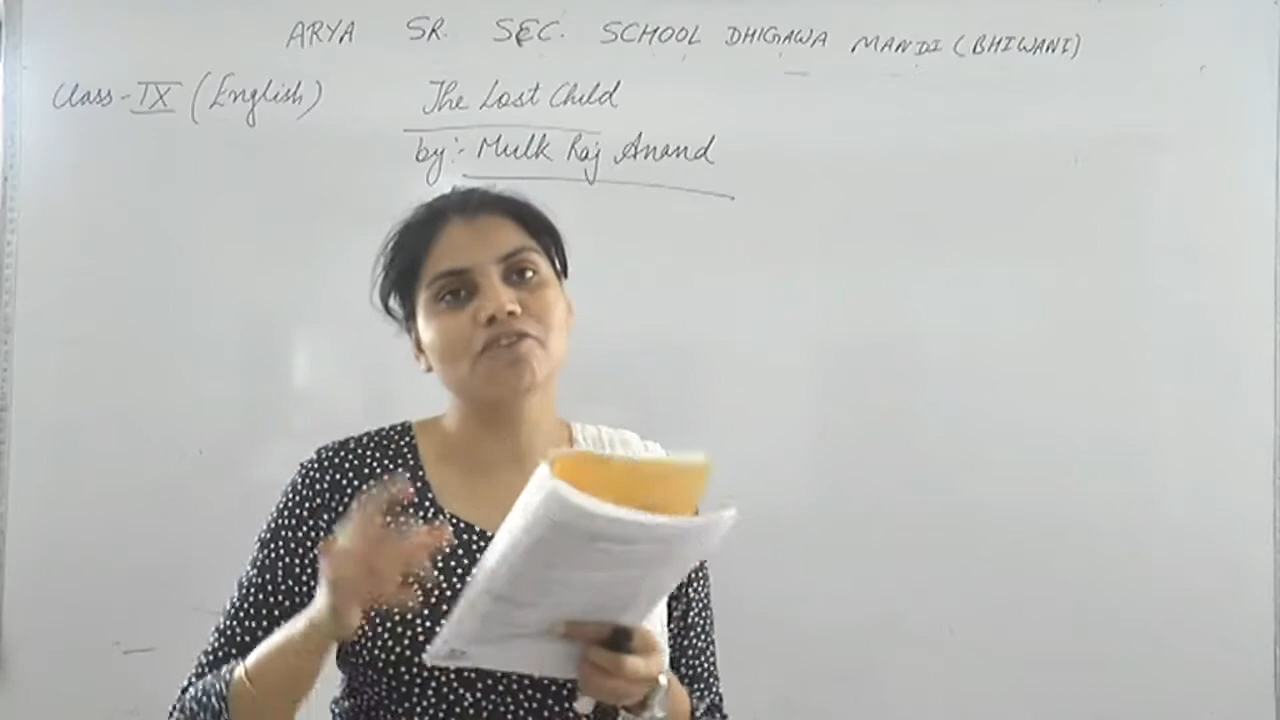 ARYA SR. SEC. SCHOOL DHIGAWA MANDI (BHIWANI)
Class - IX (English) The Lost Child
by:- Mulk Raj Anand